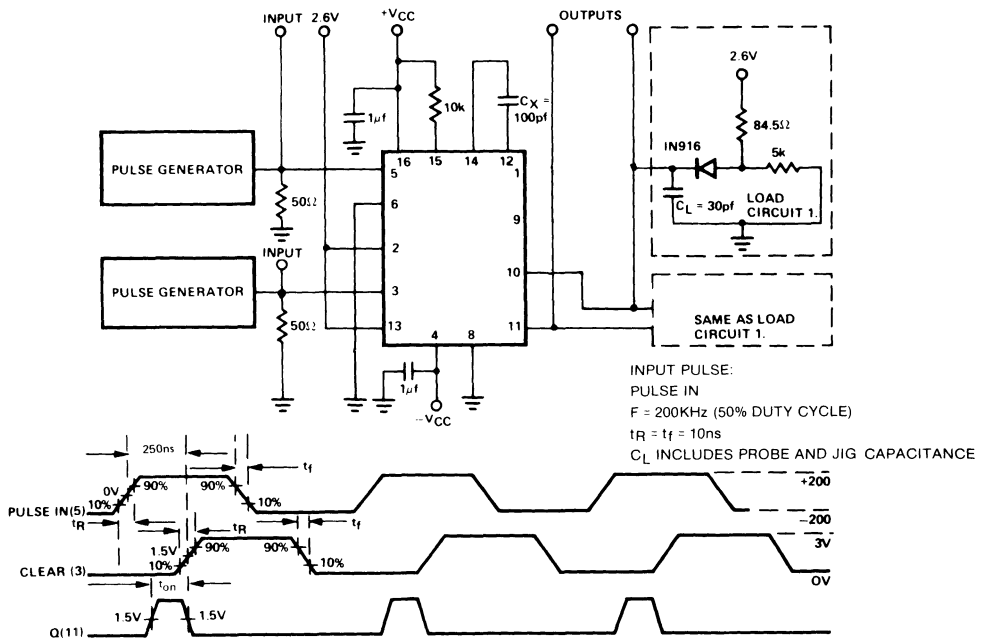 INPUT 2.6V +VCC OUTPUTS
2.6V
1µf 10k CX = 100pf 84.5Ω
IN916 5k
PULSE GENERATOR
16 15 14 12
5 1
50Ω
6
CL = 30pf
LOAD CIRCUIT 1.
9
INPUT
2
10
PULSE GENERATOR
3
50Ω
13 4 8 11
SAME AS LOAD CIRCUIT 1.
1µf
-VCC
INPUT PULSE:
PULSE IN
F = 200KHz (50% DUTY CYCLE)
tR = tf = 10ns
CL INCLUDES PROBE AND JIG CAPACITANCE
250ns tf
+200
0V 90% 90%
10% 10%
PULSE IN(5)
-200
tR tR tf
3V
1.5V 90% 90%
10% 10%
CLEAR (3)
0V
ton
1.5V 1.5V
Q(11)